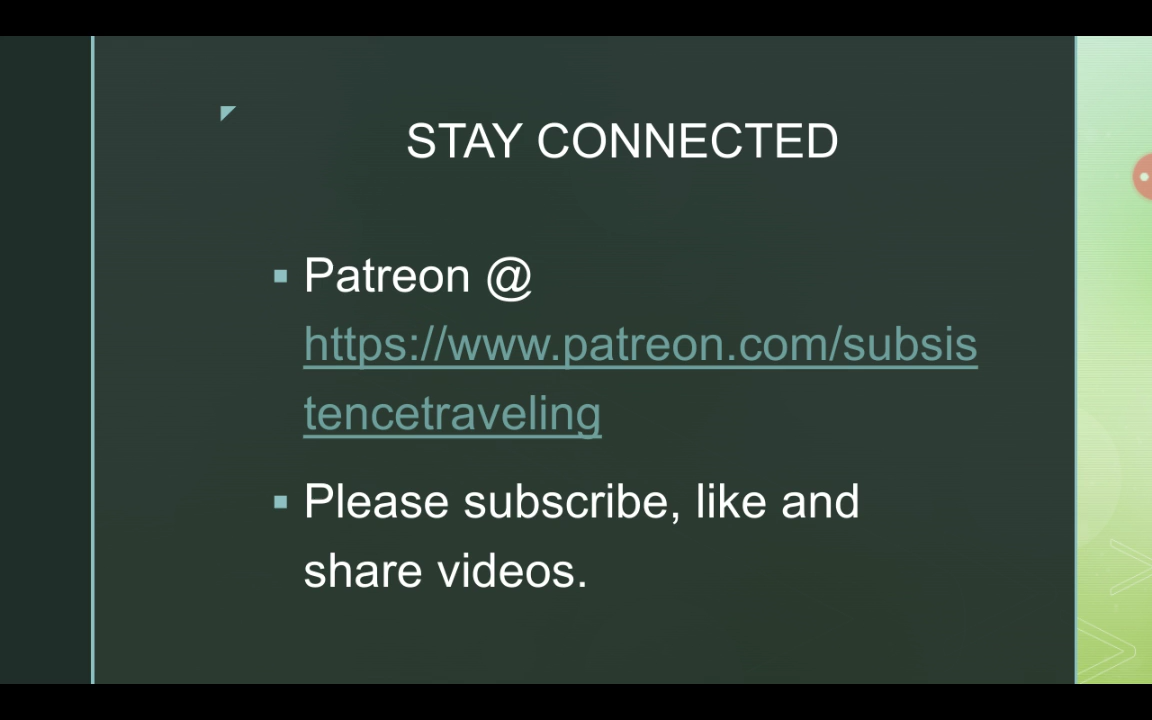 STAY CONNECTED
▪ Patreon @
https://www.patreon.com/subsis
tencetraveling
▪ Please subscribe, like and
share videos.